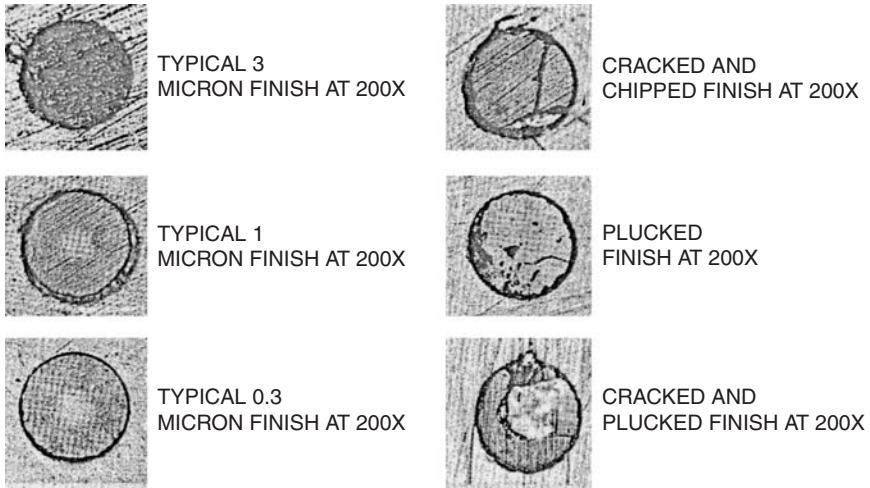 TYPICAL 3
MICRON FINISH AT 200X
CRACKED AND
CHIPPED FINISH AT 200X
TYPICAL 1
MICRON FINISH AT 200X
PLUCKED
FINISH AT 200X
TYPICAL 0.3
MICRON FINISH AT 200X
CRACKED AND
PLUCKED FINISH AT 200X